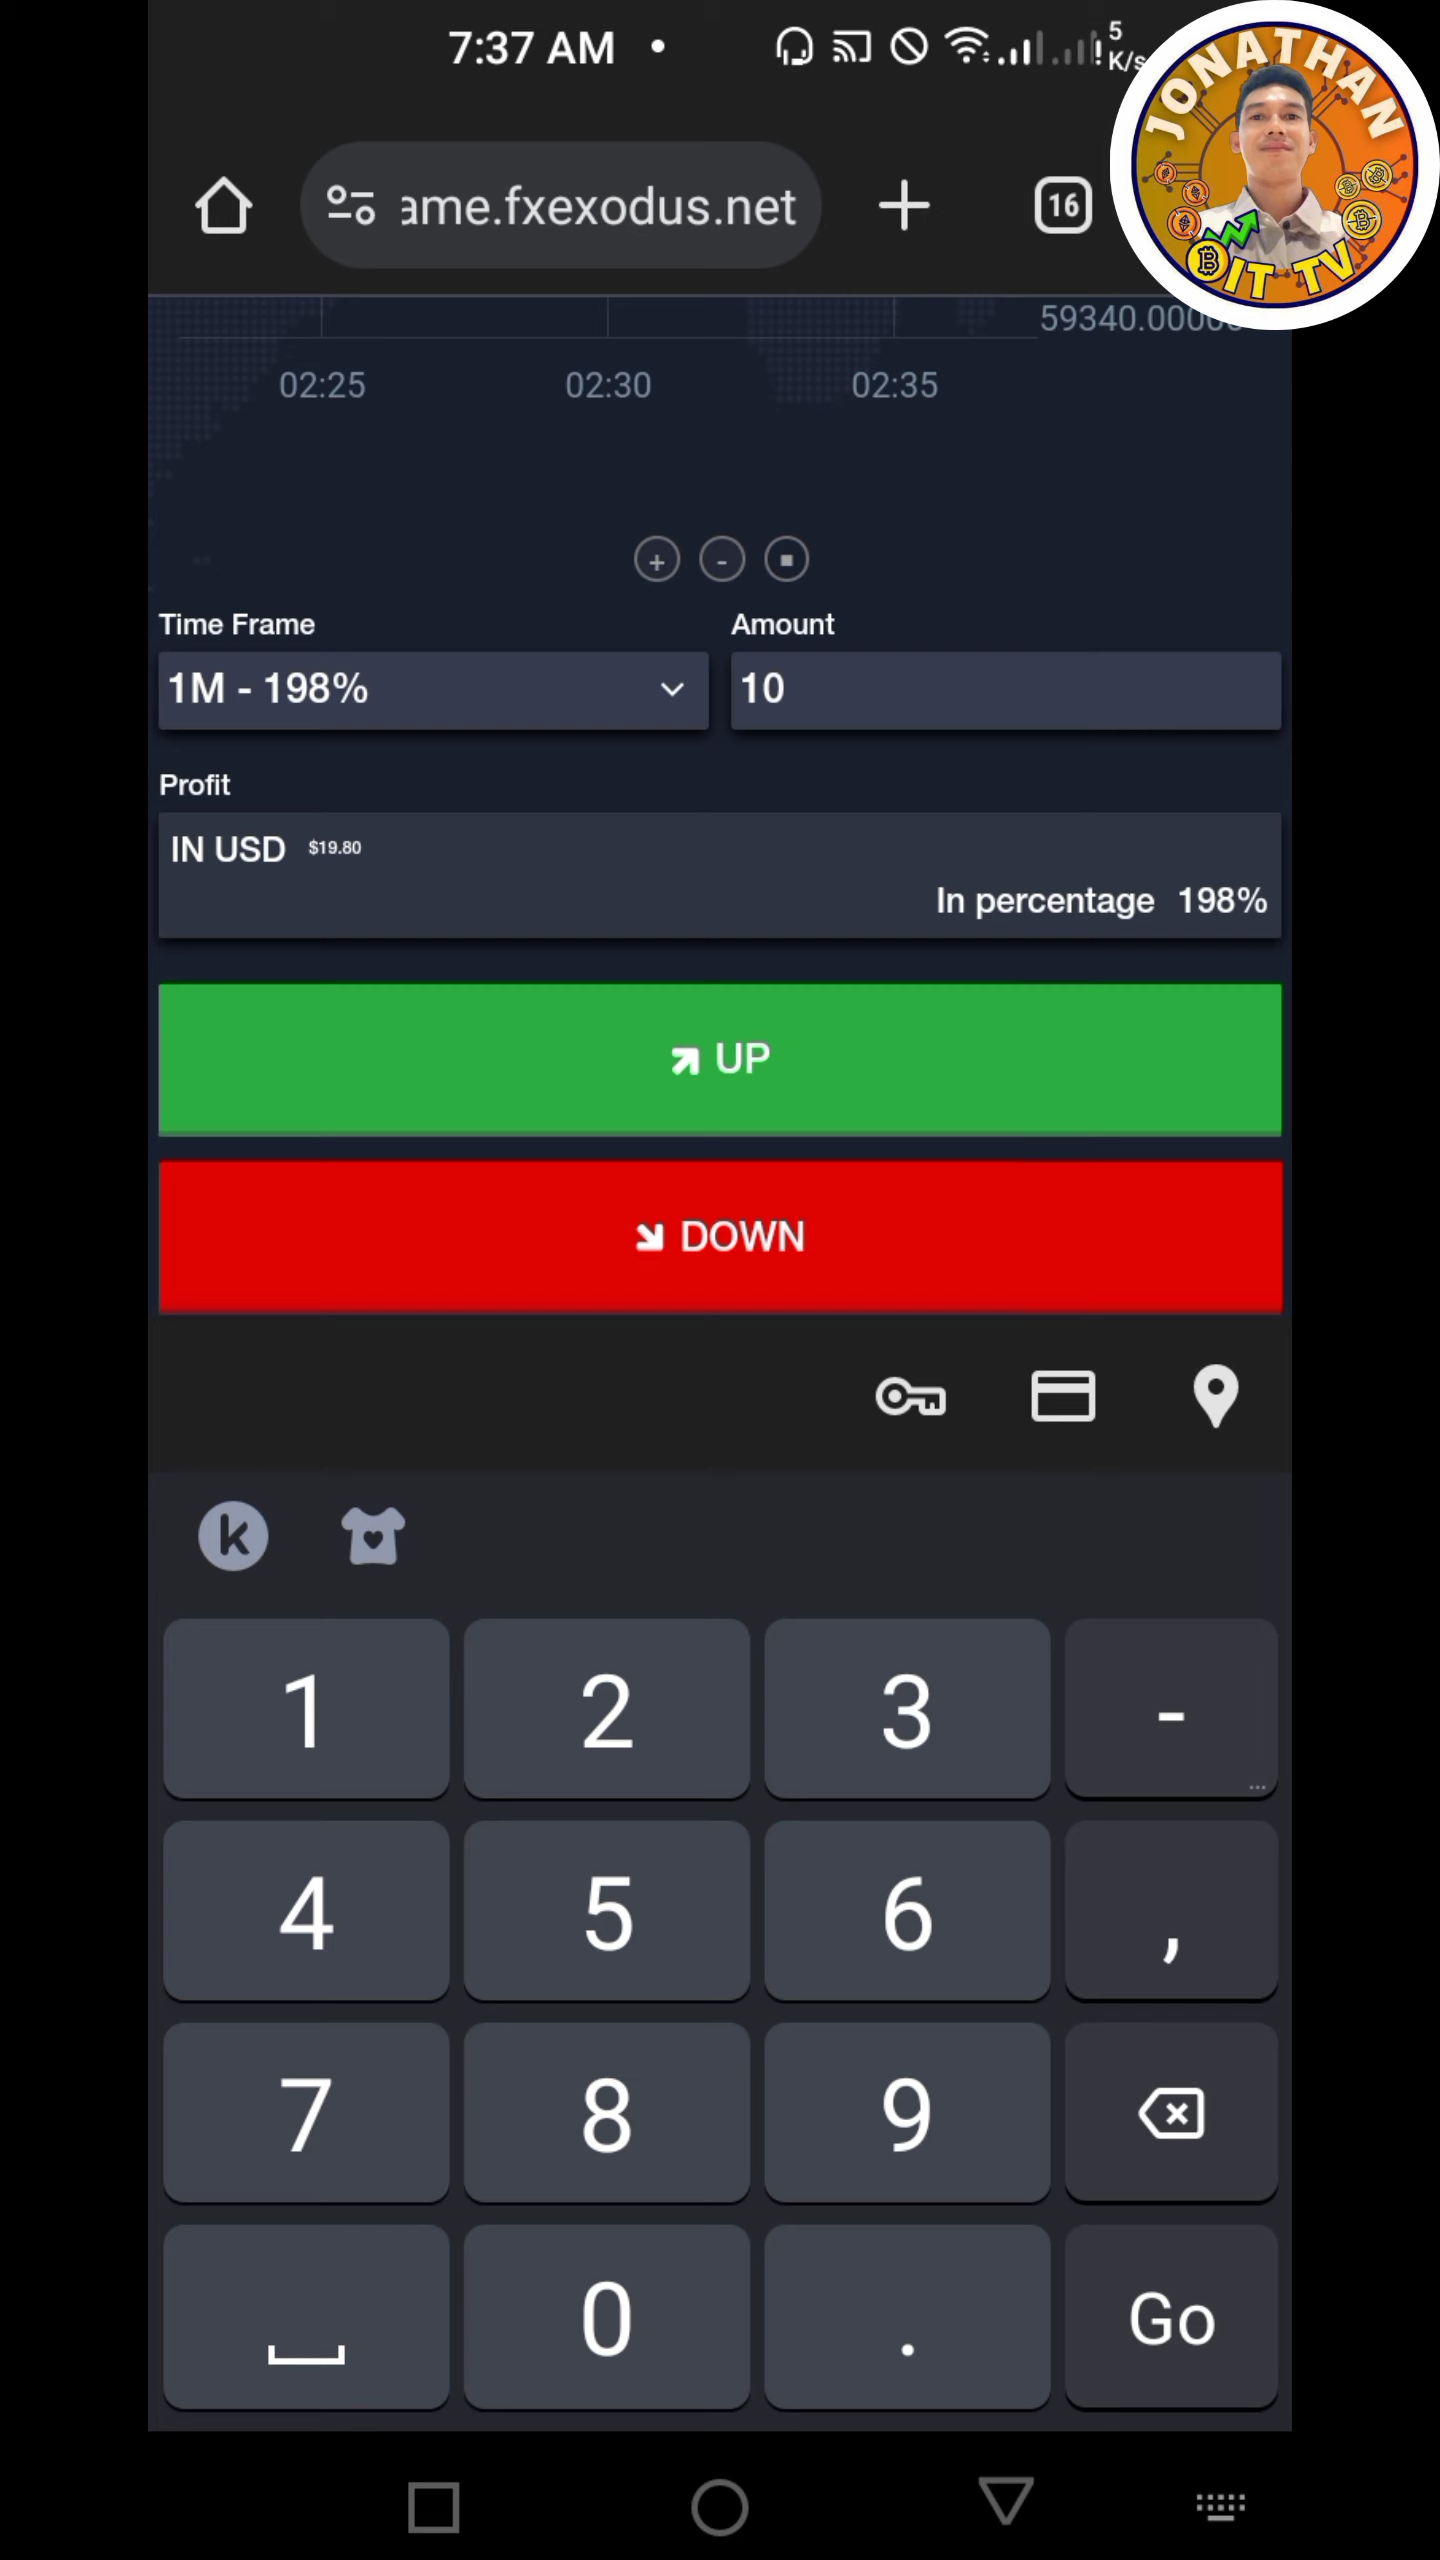 7:37 AM
5
K/s
JONATHAN
BIT TV
ame.fxexodus.net
16
02:25
02:30
02:35
Time Frame
Amount
1M - 198%
10
Profit
IN USD $19.80
In percentage 198%
UP
DOWN
k
1 2 3 -
4 5 6 ,
7 8 9
0 . Go